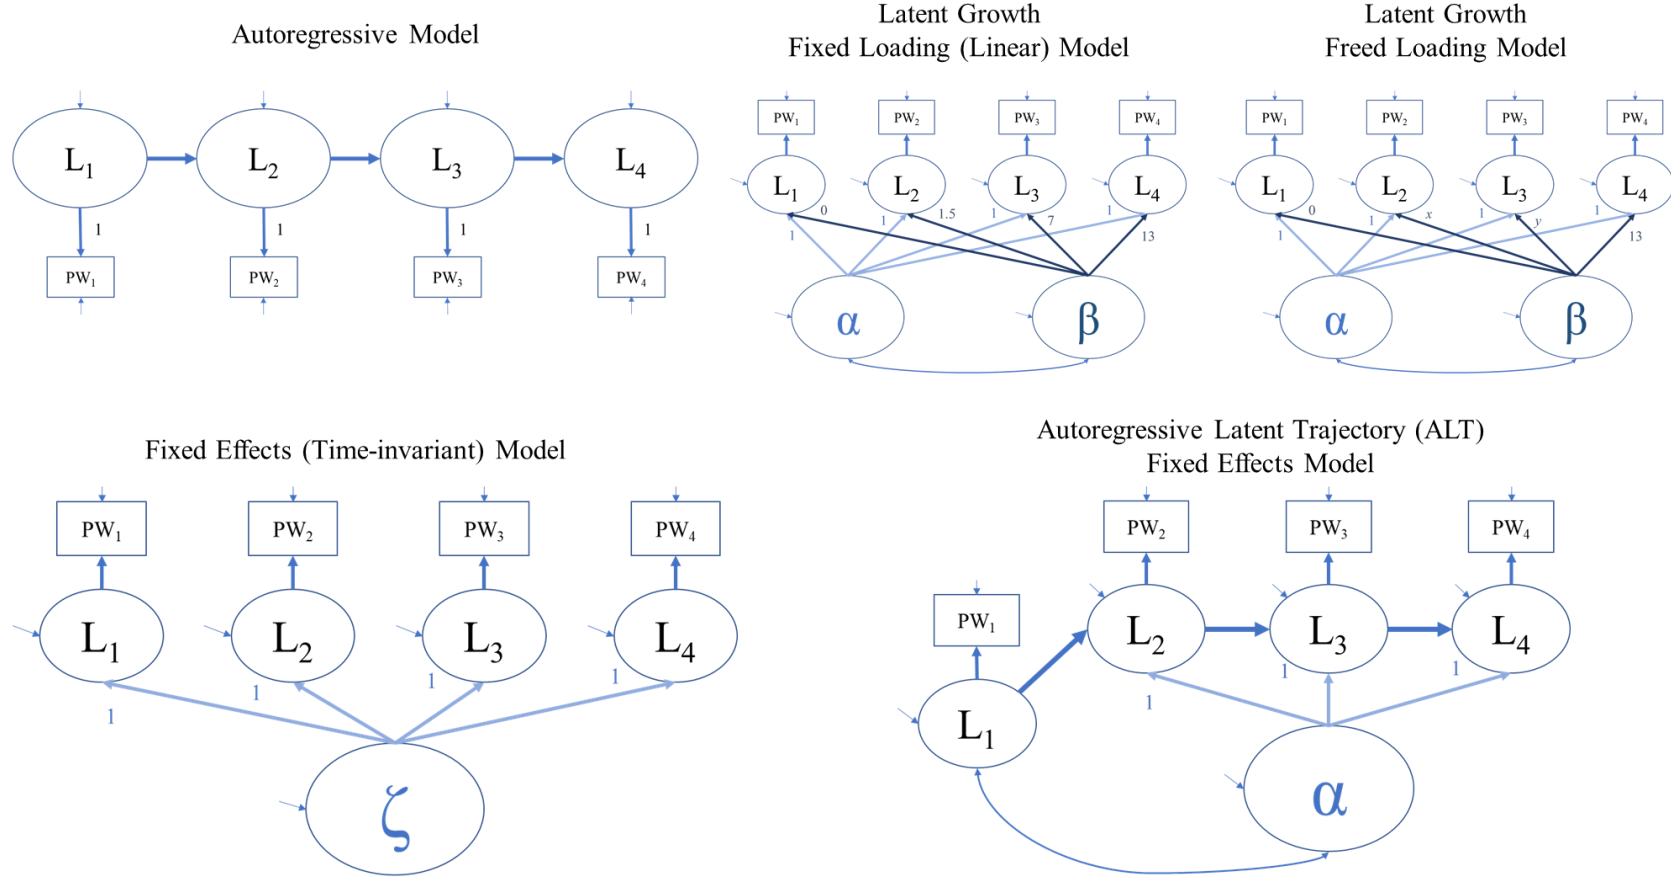 Autoregressive Model
L₁ L₂ L₃ L₄
1 1 1 1
PW₁ PW₂ PW₃ PW₄
Latent Growth
Fixed Loading (Linear) Model
PW₁ PW₂ PW₃ PW₄
L₁ L₂ L₃ L₄
0 1 1.5 1 7 1
1 13
α β
Latent Growth
Freed Loading Model
PW₁ PW₂ PW₃ PW₄
L₁ L₂ L₃ L₄
0 1 x 1 y 1
1 13
α β
Fixed Effects (Time-invariant) Model
PW₁ PW₂ PW₃ PW₄
L₁ L₂ L₃ L₄
1 1 1 1
ζ
Autoregressive Latent Trajectory (ALT)
Fixed Effects Model
PW₂ PW₃ PW₄
PW₁
L₂ L₃ L₄
L₁
1 1 1
α